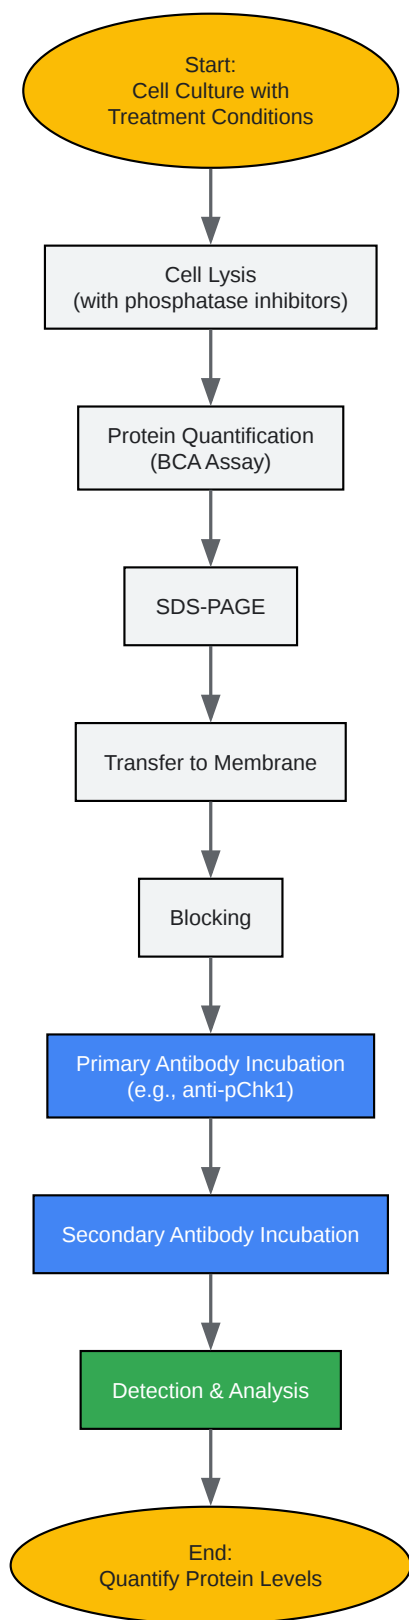 Start:
Cell Culture with
Treatment Conditions
Cell Lysis
(with phosphatase inhibitors)
Protein Quantification
(BCA Assay)
SDS-PAGE
Transfer to Membrane
Blocking
Primary Antibody Incubation
(e.g., anti-pChk1)
Secondary Antibody Incubation
Detection & Analysis
End:
Quantify Protein Levels